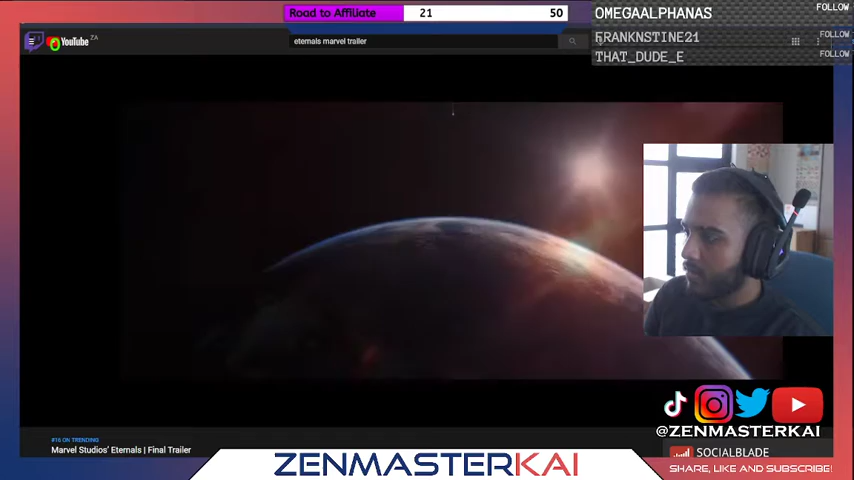 Road to Affiliate 21 50
OMEGAALPHANAS FOLLOW
FRANKNSTINE21 FOLLOW
THAT_DUDE_E FOLLOW
YouTube ZA
eternals marvel trailer
#16 ON TRENDING
Marvel Studios' Eternals | Final Trailer
@ZENMASTERKAI
SOCIALBLADE
ZENMASTERKAI
SHARE, LIKE AND SUBSCRIBE!